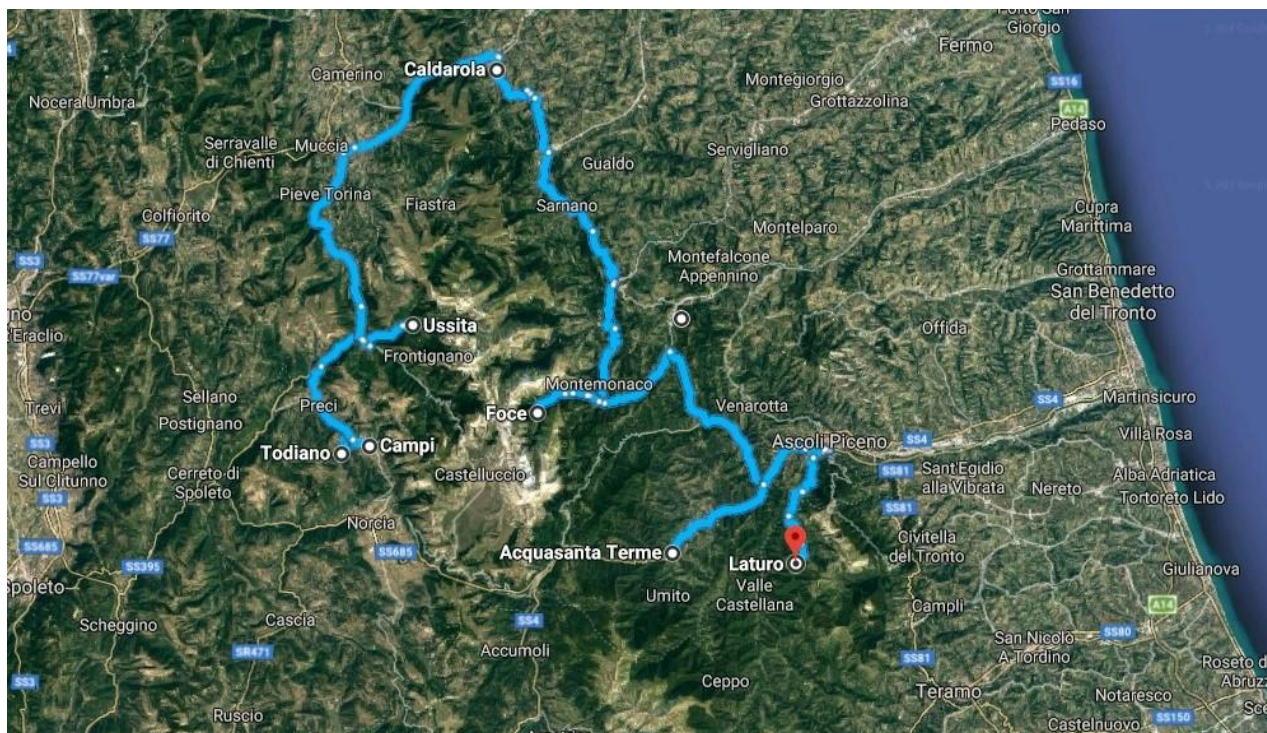 Porto San
Giorgio
Fermo
Camerino
Caldarola
Montegiorgio
SS16
Nocera Umbra
Grottazzolina
A14
Pedaso
Serravalle
di Chienti
Muccia
Servigliano
Gualdo
Pieve Torina
Fiastra
Sarnano
Colfiorito
Cupra
Marittima
Montelparo
SS77
SS3
SS77var
Montefalcone
Appennino
Grottammare
San Benedetto
del Tronto
Ussita
Offida
Frontignano
Montemonaco
Sellano
Postignano
Preci
Foce
Venarotta
SS4
Martinsicuro
Trevi
SS3
Todiano
Campi
Ascoli Piceno
SS4
Villa Rosa
Campello
Sul Clitunno
Cerreto di
Spoleto
Castelluccio
SS81
Sant'Egidio
alla Vibrata
Nereto
Alba Adriatica
Tortoreto Lido
SS3
Norcia
SS81
SS685
SS685
Acquasanta Terme
Civitella
del Tronto
SS395
Laturo
Giulianova
Spoleto
Umito
Valle
Castellana
Campli
A14
Scheggino
Cascia
SS4
San Nicolò
A Tordino
SS80
SR471
Accumoli
SS81
Roseto d
Abruz
SS3
Ceppo
Teramo
Notaresco
Ruscio
Castelnuovo
SS150